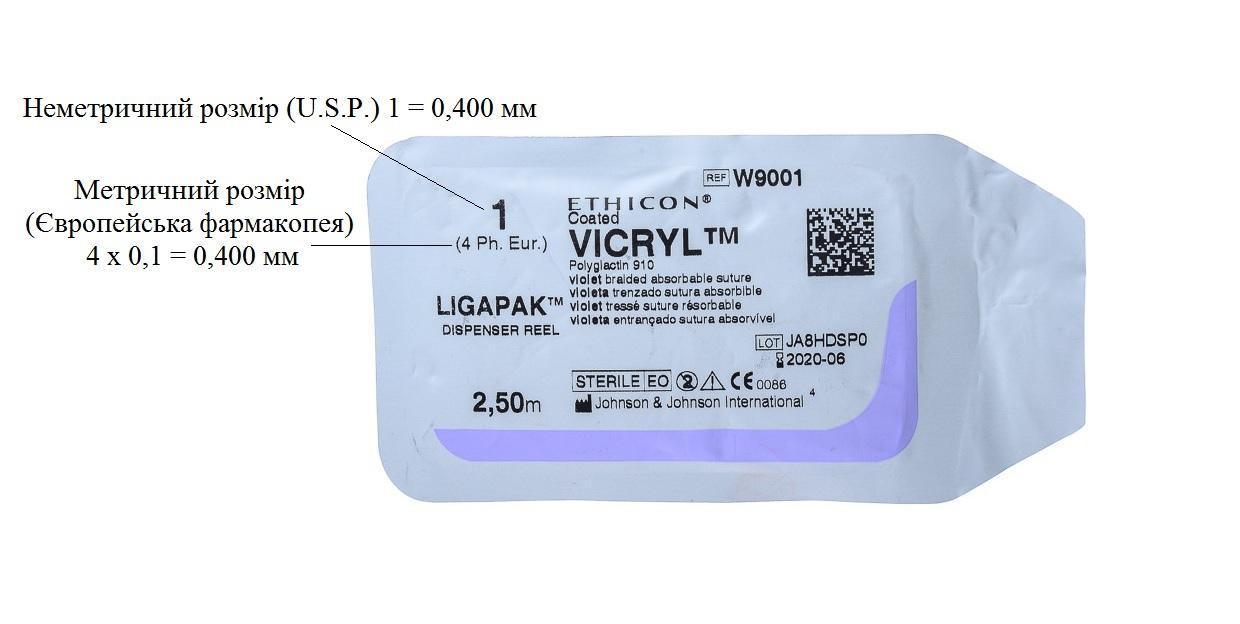 Неметричний розмір (U.S.P.) 1 = 0,400 мм
Метричний розмір
(Європейська фармакопея)
4 х 0,1 = 0,400 мм
REF W9001
1
(4 Ph. Eur.)
ETHICON®
Coated
VICRYL™
Polyglactin 910
violet braided absorbable suture
violeta trenzado sutura absorbible
violet tressé suture résorbable
violeta entrançado sutura absorvível
LIGAPAK™
DISPENSER REEL
LOT JA8HDSP0
2020-06
STERILE EO 2 CE 0086
2,50m
Johnson & Johnson International 4